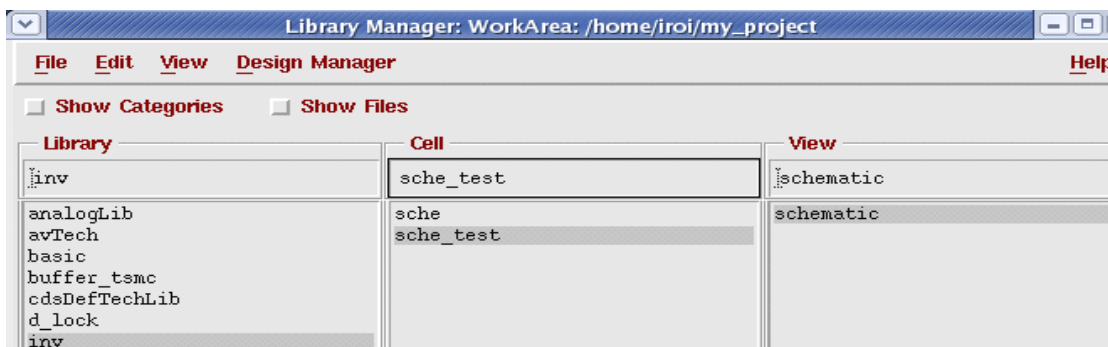 Library Manager: WorkArea: /home/iroi/my_project
File Edit View Design Manager Help
Show Categories Show Files
Library Cell View
inv sche_test schematic
analogLib sche schematic
avTech sche_test
basic
buffer_tsmc
cdsDefTechLib
d_lock
inv